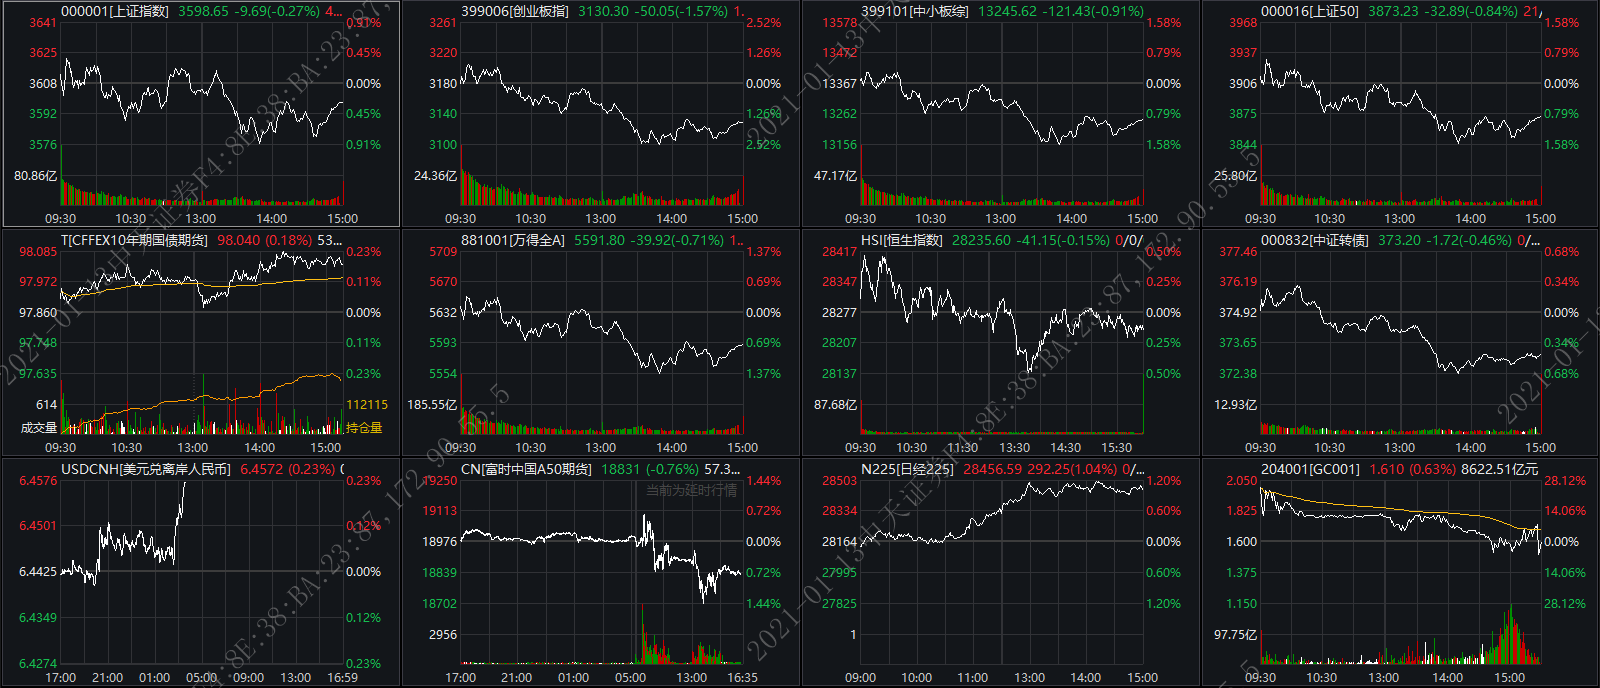 000001[上证指数] 3598.65 -9.69(-0.27%) 4...
3641 0.91%
3625 0.45%
3608 0.00%
3592 0.45%
3576 0.91%
80.86亿
09:30 10:30 13:00 14:00 15:00
399006[创业板指] 3130.30 -50.05(-1.57%) 1.
3261 2.52%
3220 1.26%
3180 0.00%
3140 1.26%
3100 2.52%
24.36亿
09:30 10:30 13:00 14:00 15:00
399101[中小板综] 13245.62 -121.43(-0.91%)
13578 1.58%
13472 0.79%
13367 0.00%
13262 0.79%
13156 1.58%
47.17亿
09:30 10:30 13:00 14:00 15:00
000016[上证50] 3873.23 -32.89(-0.84%) 21/
3968 1.58%
3937 0.79%
3906 0.00%
3875 0.79%
3844 1.58%
25.80亿
09:30 10:30 13:00 14:00 15:00
T[CFFEX10年期国债期货] 98.040 (0.18%) 53...
98.085 0.23%
97.972 0.11%
97.860 0.00%
97.748 0.11%
97.635 0.23%
614 112115
成交量 持仓量
09:30 10:30 13:00 14:00 15:00
881001[万得全A] 5591.80 -39.92(-0.71%) 1..
5709 1.37%
5670 0.69%
5632 0.00%
5593 0.69%
5554 1.37%
185.55亿
09:30 10:30 13:00 14:00 15:00
HSI[恒生指数] 28235.60 -41.15(-0.15%) 0/0/
28417 0.50%
28347 0.25%
28277 0.00%
28207 0.25%
28137 0.50%
87.68亿
09:30 10:30 11:30 13:30 14:30 15:30
000832[中证转债] 373.20 -1.72(-0.46%) 0/...
377.46 0.68%
376.19 0.34%
374.92 0.00%
373.65 0.34%
372.38 0.68%
12.93亿
09:30 10:30 13:00 14:00 15:00
USDCNH[美元兑离岸人民币] 6.4572 (0.23%) 0
6.4576 0.23%
6.4501 0.12%
6.4425 0.00%
6.4349 0.12%
6.4274 0.23%
17:00 21:00 01:00 05:00 09:00 13:00 16:59
CN[富时中国A50期货] 18831 (-0.76%) 57.3...
当前为延时行情
19250 1.44%
19113 0.72%
18976 0.00%
18839 0.72%
18702 1.44%
2956
17:00 21:00 01:00 05:00 09:00 13:00 16:35
N225[日经225] 28456.59 292.25(1.04%) 0/...
28503 1.20%
28334 0.60%
28164 0.00%
27995 0.60%
27825 1.20%
1
09:00 10:00 11:00 13:00 14:00 15:00
204001[GC001] 1.610 (0.63%) 8622.51亿元
2.050 28.12%
1.825 14.06%
1.600 0.00%
1.375 14.06%
1.150 28.12%
97.75亿
09:30 10:30 13:00 14:00 15:00